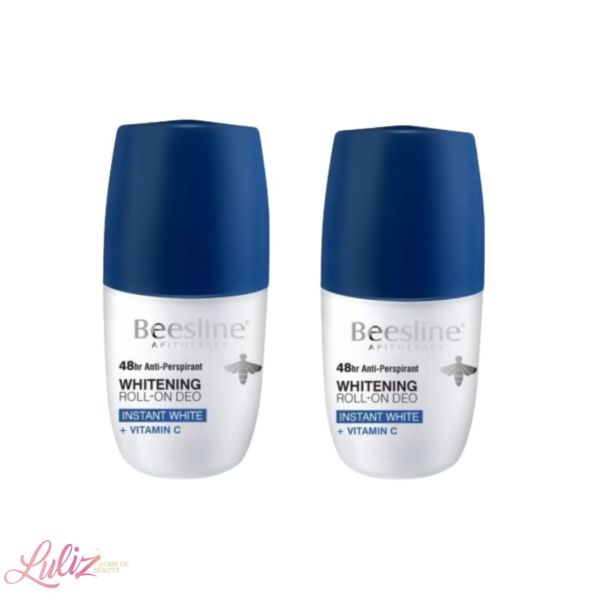 Beesline®
APITHERAPY
48hr Anti-Perspirant
WHITENING
ROLL-ON DEO
INSTANT WHITE
+ VITAMIN C
Beesline®
APITHERAPY
48hr Anti-Perspirant
WHITENING
ROLL-ON DEO
INSTANT WHITE
+ VITAMIN C
Luliz HOME OF
BEAUTY